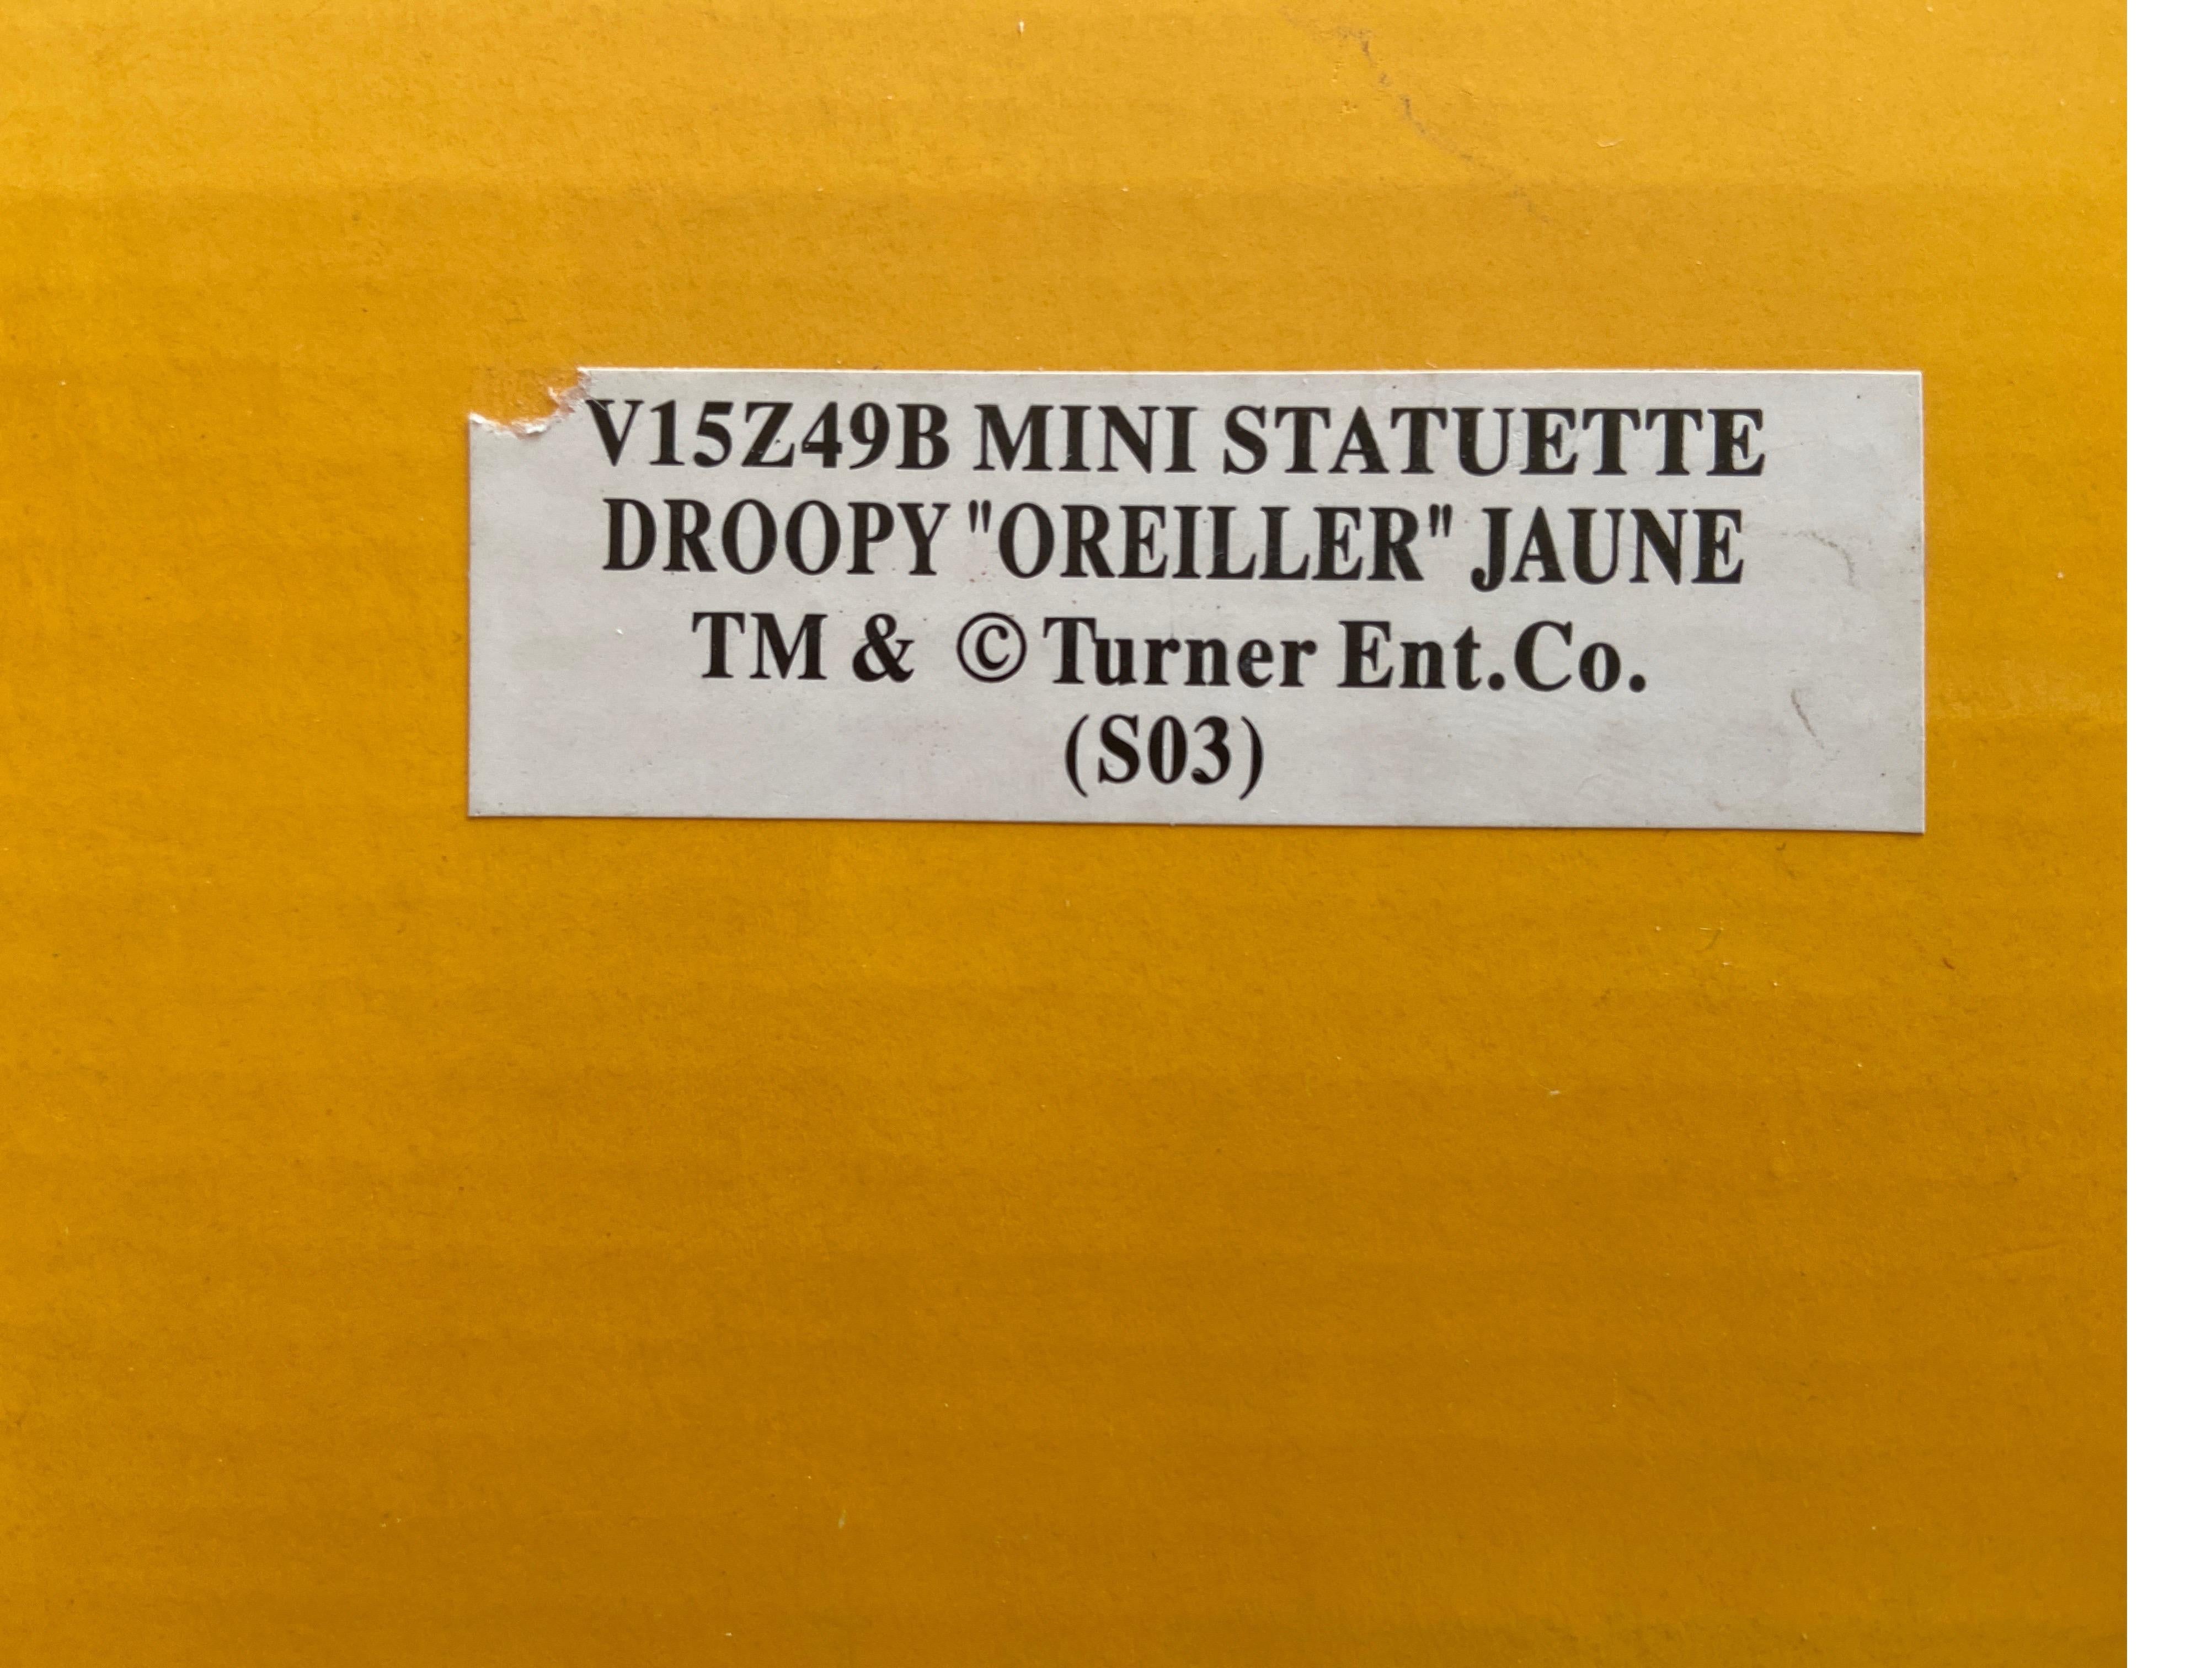 V15Z49B MINI STATUETTE
DROOPY "OREILLER" JAUNE
TM & © Turner Ent.Co.
(S03)